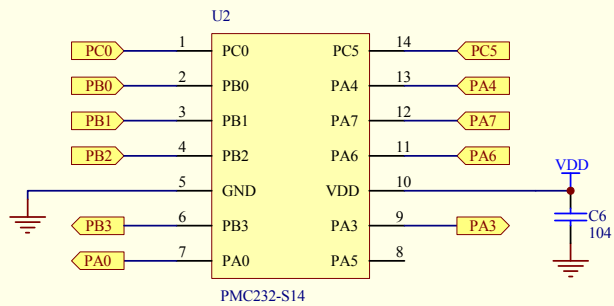 U2
PC0 1 PC0 PC5 14 PC5
PB0 2 PB0 PA4 13 PA4
PB1 3 PB1 PA7 12 PA7
PB2 4 PB2 PA6 11 PA6
VDD
5 GND VDD 10
PB3 6 PB3 PA3 9 PA3 C6
104
PA0 7 PA0 PA5 8
PMC232-S14